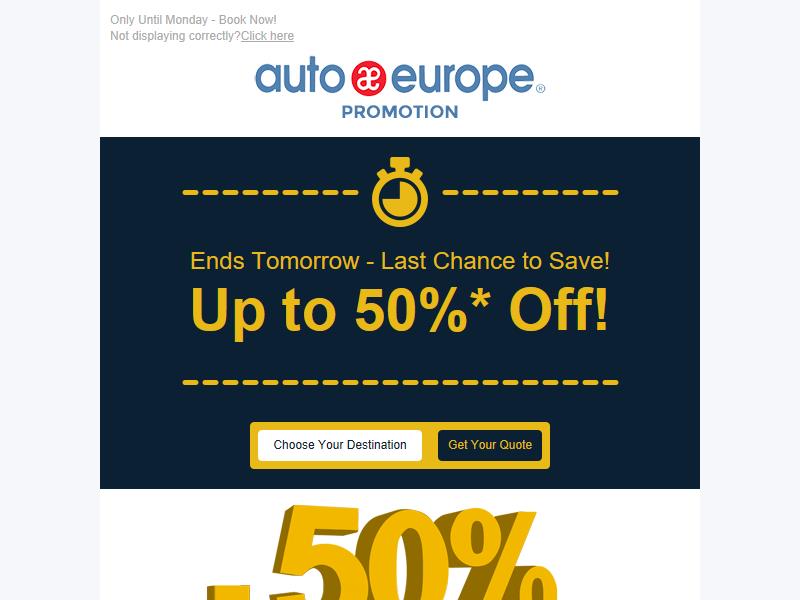 Only Until Monday - Book Now!
Not displaying correctly?Click here
auto æ europe®
PROMOTION
Ends Tomorrow - Last Chance to Save!
Up to 50%* Off!
Choose Your Destination
Get Your Quote
-50%